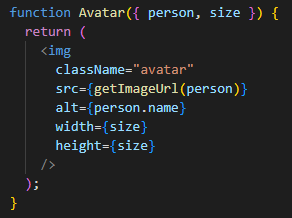 function Avatar({ person, size }) {
  return (
    <img
      className="avatar"
      src={getImageUrl(person)}
      alt={person.name}
      width={size}
      height={size}
    />
  );
}